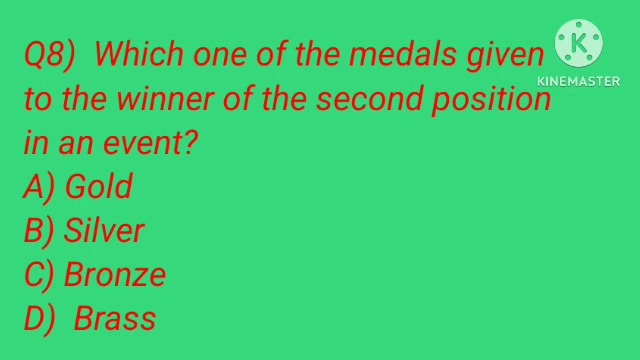 Q8)  Which one of the medals given
to the winner of the second position
in an event?
A) Gold
B) Silver
C) Bronze
D)  Brass
K
KINEMASTER